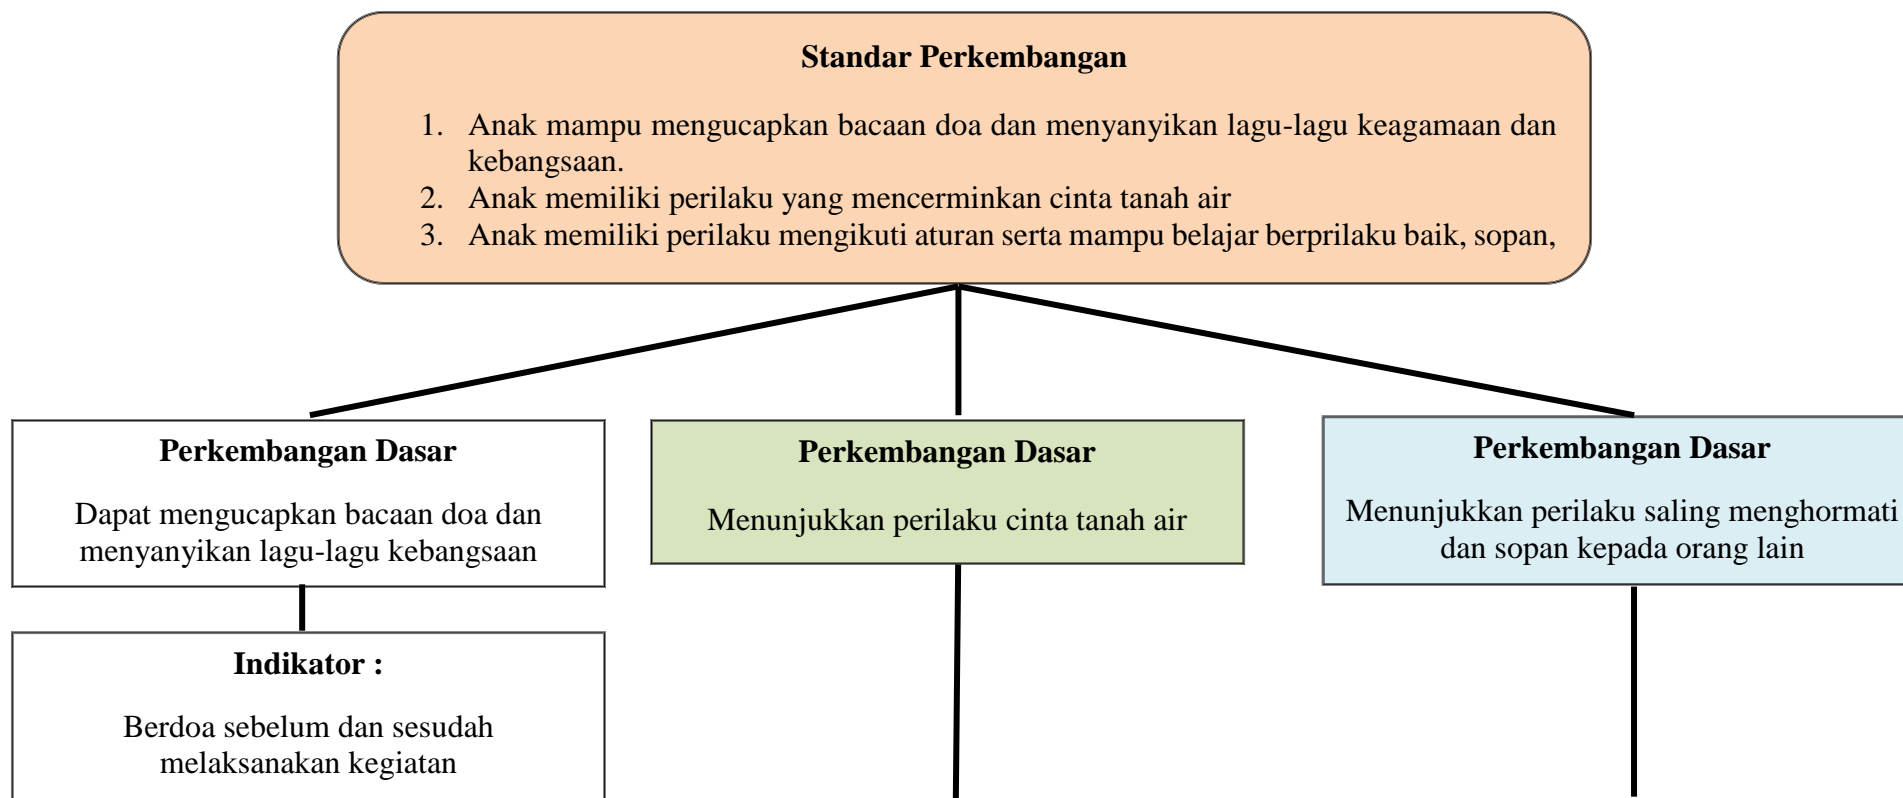 Standar Perkembangan
1. Anak mampu mengucapkan bacaan doa dan menyanyikan lagu-lagu keagamaan dan
kebangsaan.
2. Anak memiliki perilaku yang mencerminkan cinta tanah air
3. Anak memiliki perilaku mengikuti aturan serta mampu belajar berprilaku baik, sopan,
Perkembangan Dasar
Dapat mengucapkan bacaan doa dan
menyanyikan lagu-lagu kebangsaan
Perkembangan Dasar
Menunjukkan perilaku cinta tanah air
Perkembangan Dasar
Menunjukkan perilaku saling menghormati
dan sopan kepada orang lain
Indikator :
Berdoa sebelum dan sesudah
melaksanakan kegiatan